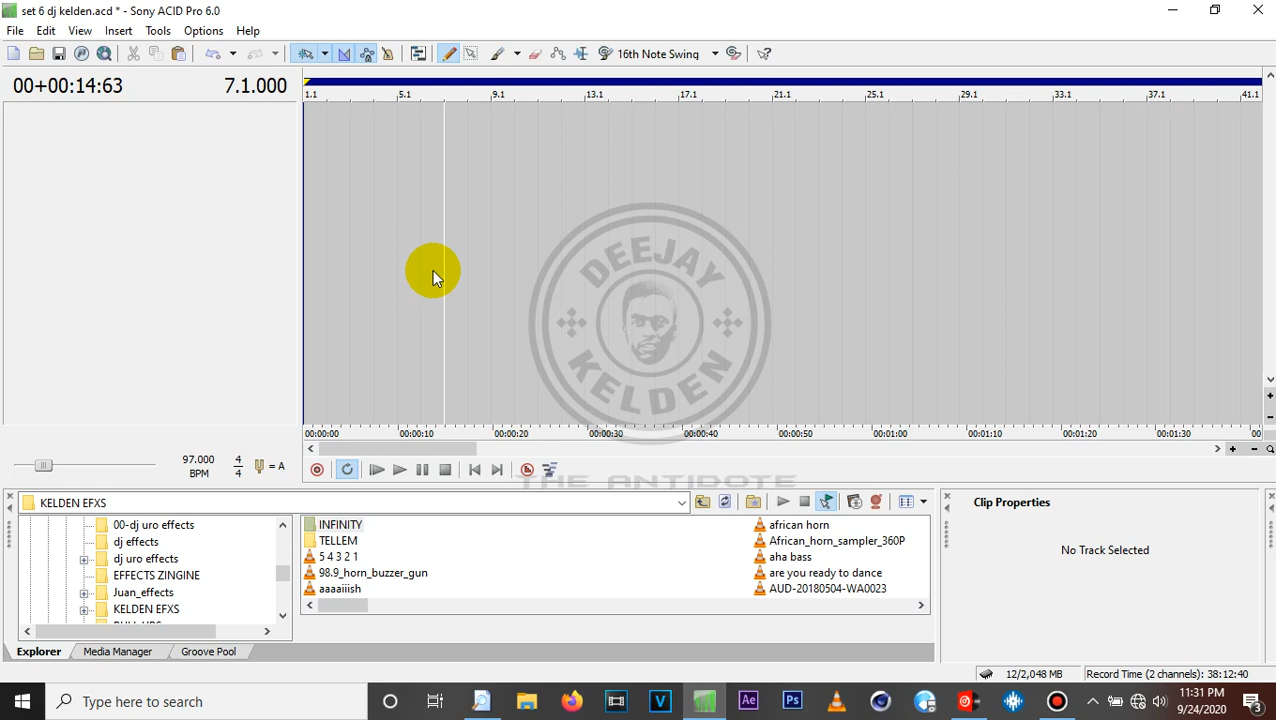 set 6 dj kelden.acd * - Sony ACID Pro 6.0
File Edit View Insert Tools Options Help
16th Note Swing
00+00:14:63 7.1.000
1.1 5.1 9.1 13.1 17.1 21.1 25.1 29.1 33.1 37.1 41.1
DEEJAY
KELDEN
00:00:00 00:00:10 00:00:20 00:00:30 00:00:40 00:00:50 00:01:00 00:01:10 00:01:20 00:01:30 00
97.000
BPM
4
4
= A
THE ANTIDOTE
KELDEN EFXS
00-dj uro effects
dj effects
dj uro effects
EFFECTS ZINGINE
Juan_effects
KELDEN EFXS
INFINITY
TELLEM
5 4 3 2 1
98.9_horn_buzzer_gun
aaaaiiish
african horn
African_horn_sampler_360P
aha bass
are you ready to dance
AUD-20180504-WA0023
Clip Properties
No Track Selected
Explorer Media Manager Groove Pool
12/2,048 MB Record Time (2 channels): 38:12:40
Type here to search
V
Ae
Ps
11:31 PM
9/24/2020
3